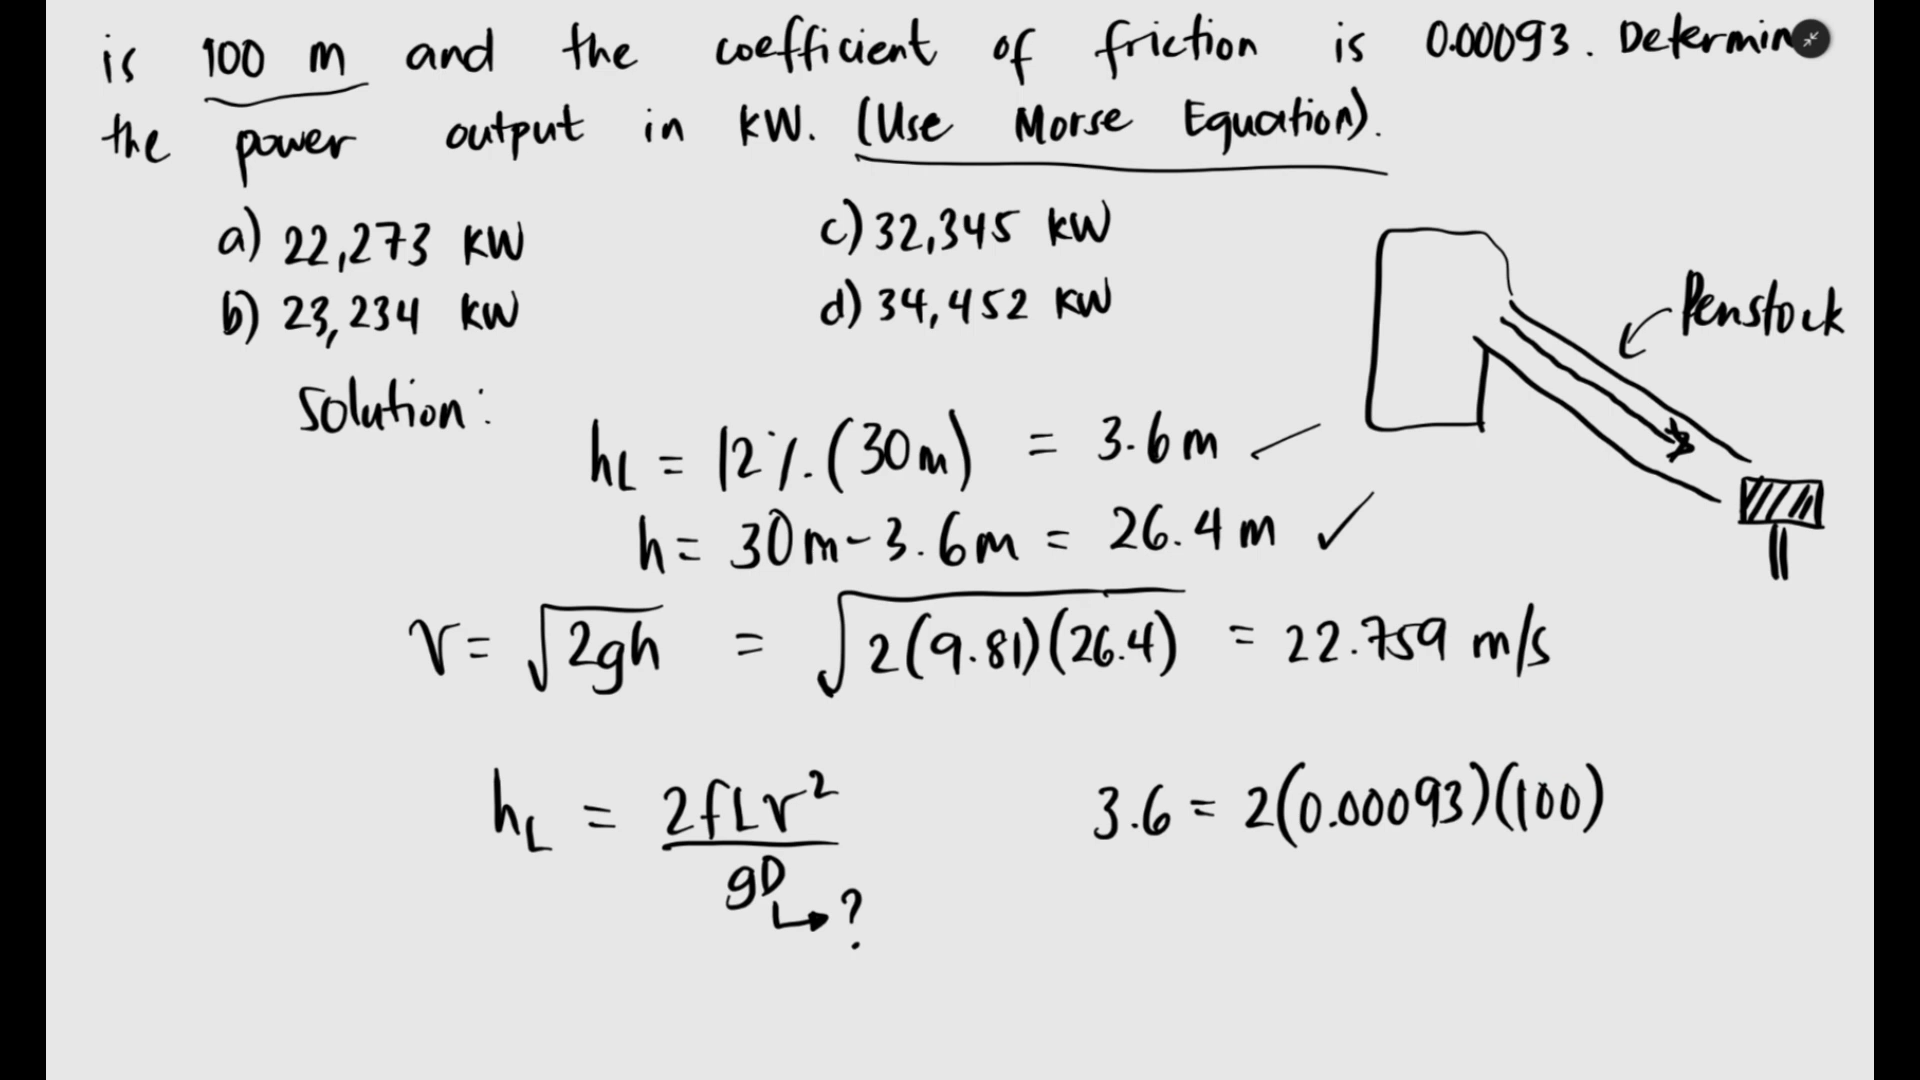 is 100 m and the coefficient of friction is 0.00093. Determin
the power output in kW. (Use Morse Equation).
a) 22,273 kW
b) 23,234 kW
c) 32,345 kW
d) 34,452 kW
Penstock
Solution:
hL = 12%(30m) = 3.6m
h = 30m - 3.6m = 26.4 m ✓
v = √2gh = √2(9.81)(26.4) = 22.759 m/s
hL = 2fLv²
gD
↳ ?
3.6 = 2(0.00093)(100)